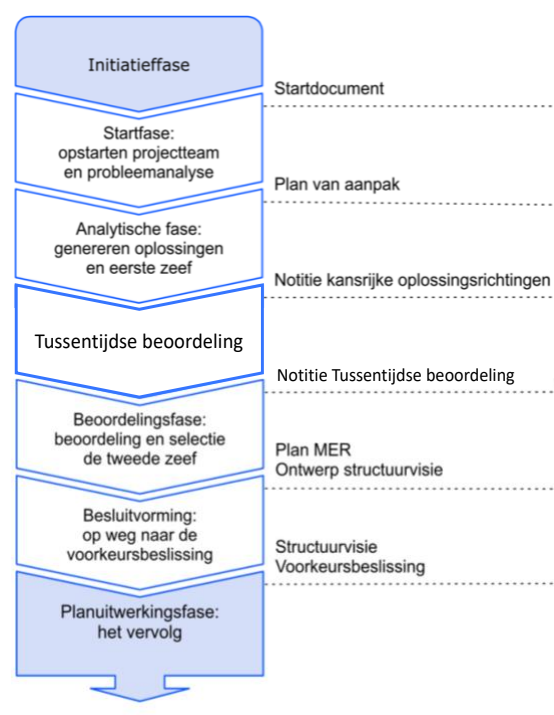 Initiatieffase
Startdocument
Startfase:
opstarten projectteam
en probleemanalyse
Plan van aanpak
Analytische fase:
genereren oplossingen
en eerste zeef
Notitie kansrijke oplossingsrichtingen
Tussentijdse beoordeling
Notitie Tussentijdse beoordeling
Beoordelingsfase:
beoordeling en selectie
de tweede zeef
Plan MER
Ontwerp structuurvisie
Besluitvorming:
op weg naar de
voorkeursbeslissing
Structuurvisie
Voorkeursbeslissing
Planuitwerkingsfase:
het vervolg